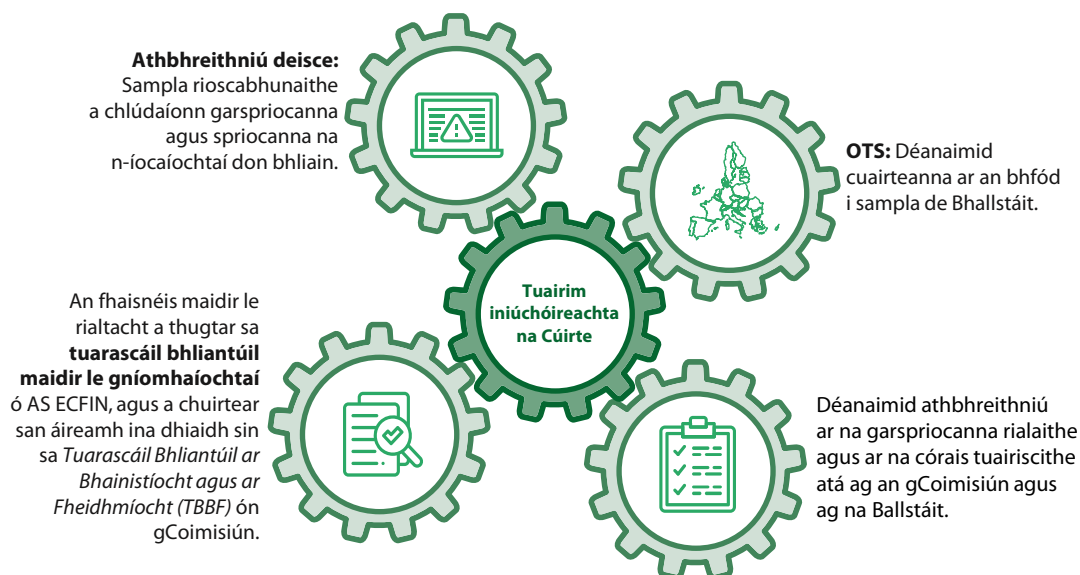 Athbhreithniú deisce:
Sampla rioscabhunaithe
a chlúdaíonn garspriocanna
agus spriocanna na
n-íocaíochtaí don bhliain.
OTS: Déanaimid
cuairteanna ar an bhfód
i sampla de Bhallstáit.
Tuairim
iniúchóireachta
na Cúirte
An fhaisnéis maidir le
rialtacht a thugtar sa
tuarascáil bhliantúil
maidir le gníomhaíochtaí
ó AS ECFIN, agus a chuirtear
san áireamh ina dhiaidh sin
sa Tuarascáil Bhliantúil ar
Bhainistíocht agus ar
Fheidhmíocht (TBBF) ón
gCoimisiún.
Déanaimid athbhreithniú
ar na garspriocanna rialaithe
agus ar na córais tuairiscithe
atá ag an gCoimisiún agus
ag na Ballstáit.